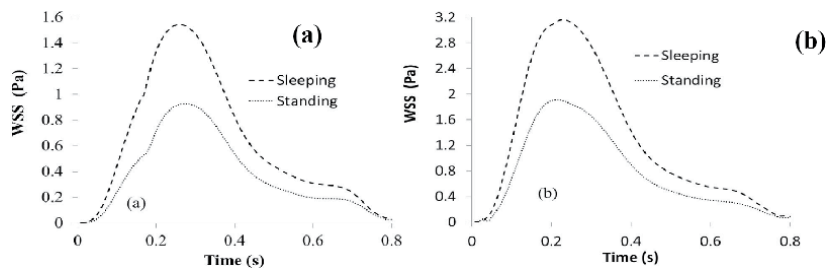 1.6
1.4
1.2
1
0.8
0.6
0.4
0.2
0
WSS (Pa)
(a)
Sleeping
Standing
(a)
0 0.2 0.4 0.6 0.8
Time (s)
3.2
2.8
2.4
2
1.6
1.2
0.8
0.4
0
WSS (Pa)
(b)
Sleeping
Standing
(b)
0 0.2 0.4 0.6 0.8
Time (s)